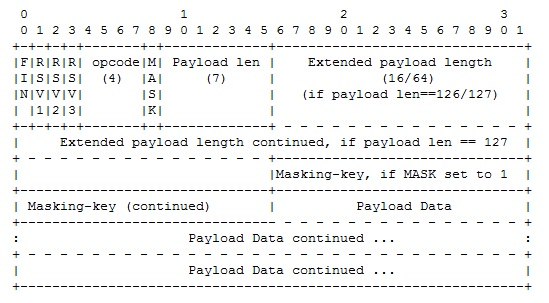 0                   1                   2                   3
0 1 2 3 4 5 6 7 8 9 0 1 2 3 4 5 6 7 8 9 0 1 2 3 4 5 6 7 8 9 0 1
+-+-+-+-+-------+-+-------------+-------------------------------+
|F|R|R|R| opcode|M| Payload len |    Extended payload length    |
|I|S|S|S|  (4)  |A|     (7)     |             (16/64)           |
|N|V|V|V|       |S|             |   (if payload len==126/127)   |
| |1|2|3|       |K|             |                               |
+-+-+-+-+-------+-+-------------+ - - - - - - - - - - - - - - - +
|     Extended payload length continued, if payload len == 127  |
+ - - - - - - - - - - - - - - - +-------------------------------+
|                               |Masking-key, if MASK set to 1  |
+-------------------------------+-------------------------------+
| Masking-key (continued)       |          Payload Data         |
+-------------------------------- - - - - - - - - - - - - - - - +
:                     Payload Data continued ...                :
+ - - - - - - - - - - - - - - - - - - - - - - - - - - - - - - - +
|                     Payload Data continued ...                |
+---------------------------------------------------------------+